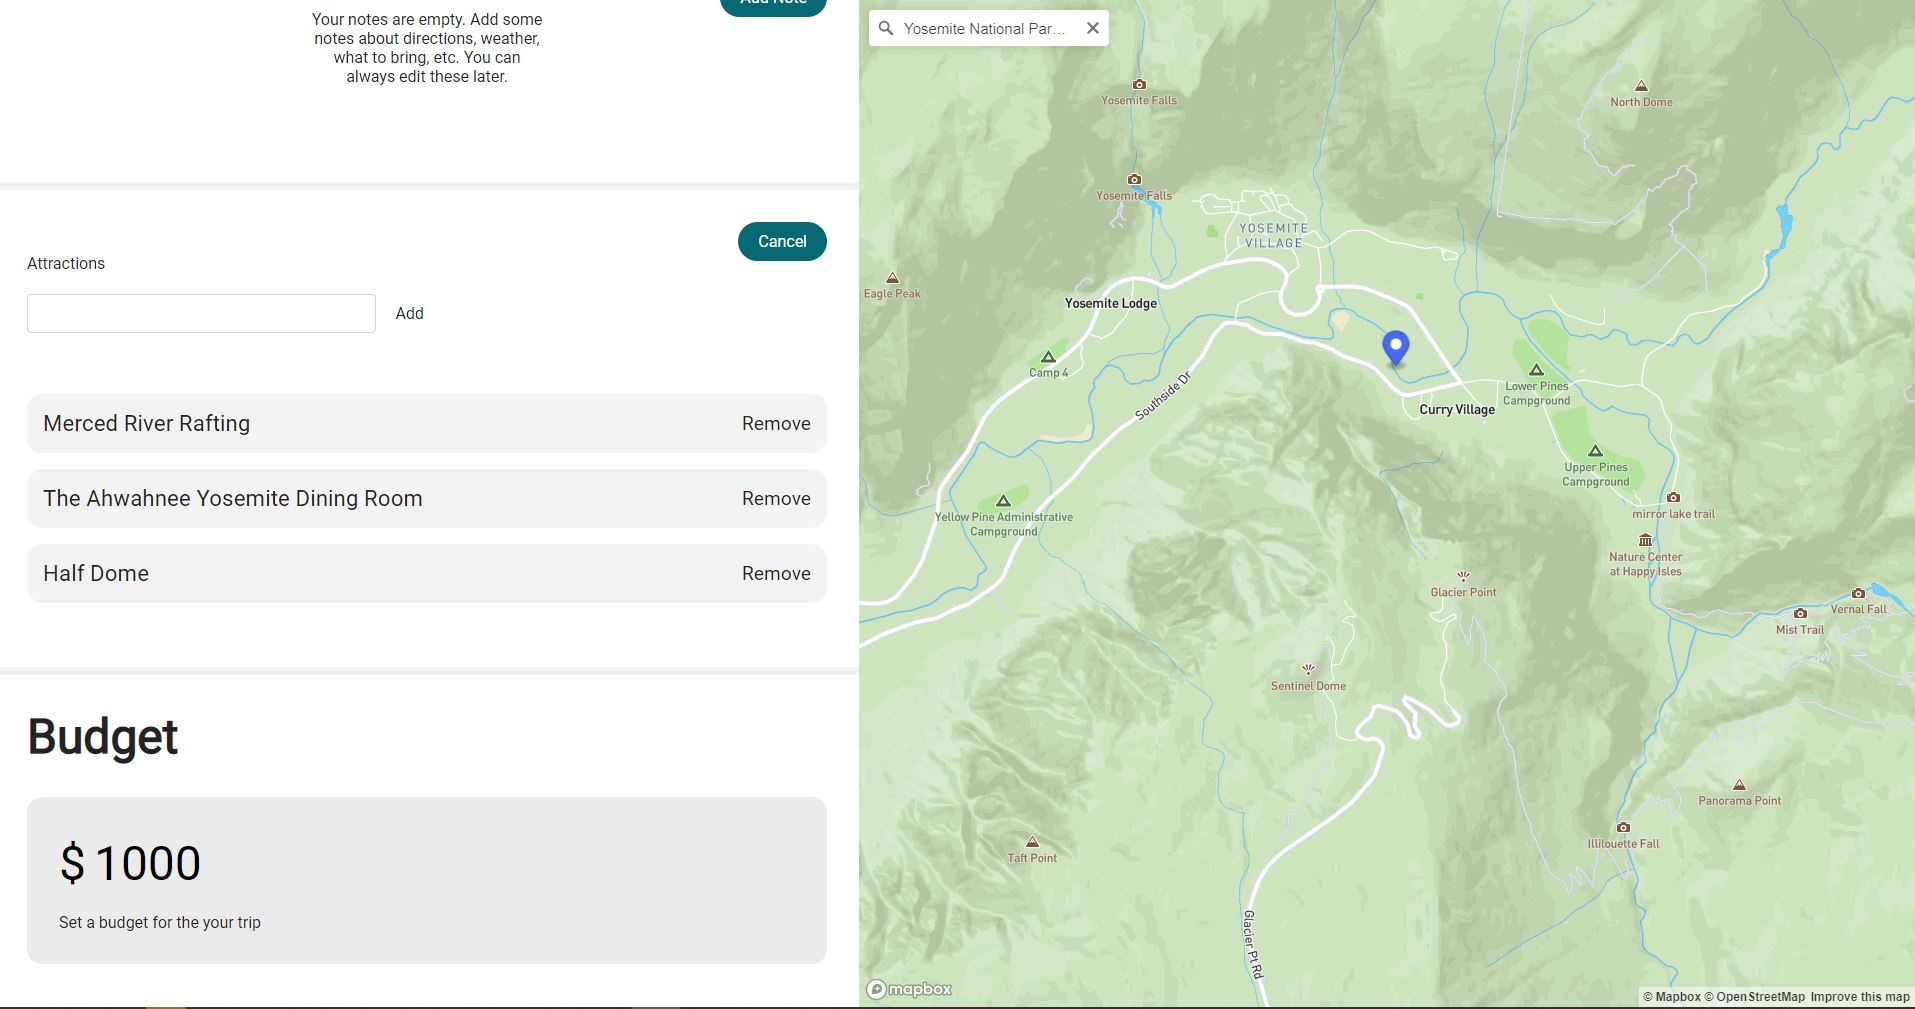 Add Note
Your notes are empty. Add some
notes about directions, weather,
what to bring, etc. You can
always edit these later.
Cancel
Attractions
Add
Merced River Rafting
Remove
The Ahwahnee Yosemite Dining Room
Remove
Half Dome
Remove
Budget
$ 1000
Set a budget for the your trip
Yosemite National Par...
Yosemite Falls
North Dome
Yosemite Falls
YOSEMITE
VILLAGE
Eagle Peak
Yosemite Lodge
Camp 4
Southside Dr
Lower Pines
Campground
Curry Village
Upper Pines
Campground
mirror lake trail
Yellow Pine Administrative
Campground
Nature Center
at Happy Isles
Glacier Point
Vernal Fall
Mist Trail
Sentinel Dome
Panorama Point
Illilouette Fall
Taft Point
Glacier Pt Rd
mapbox
© Mapbox © OpenStreetMap Improve this map